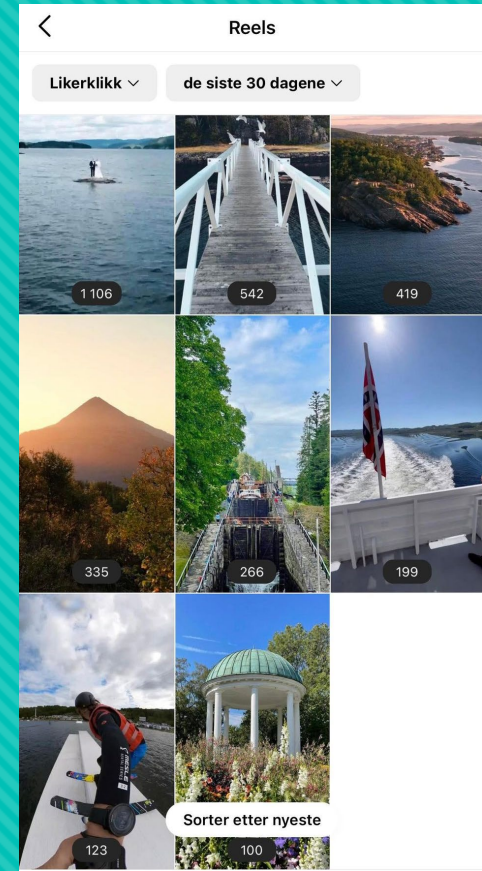 Reels
Likerklikk
de siste 30 dagene
1 106
542
419
335
266
199
123
Sorter etter nyeste
100